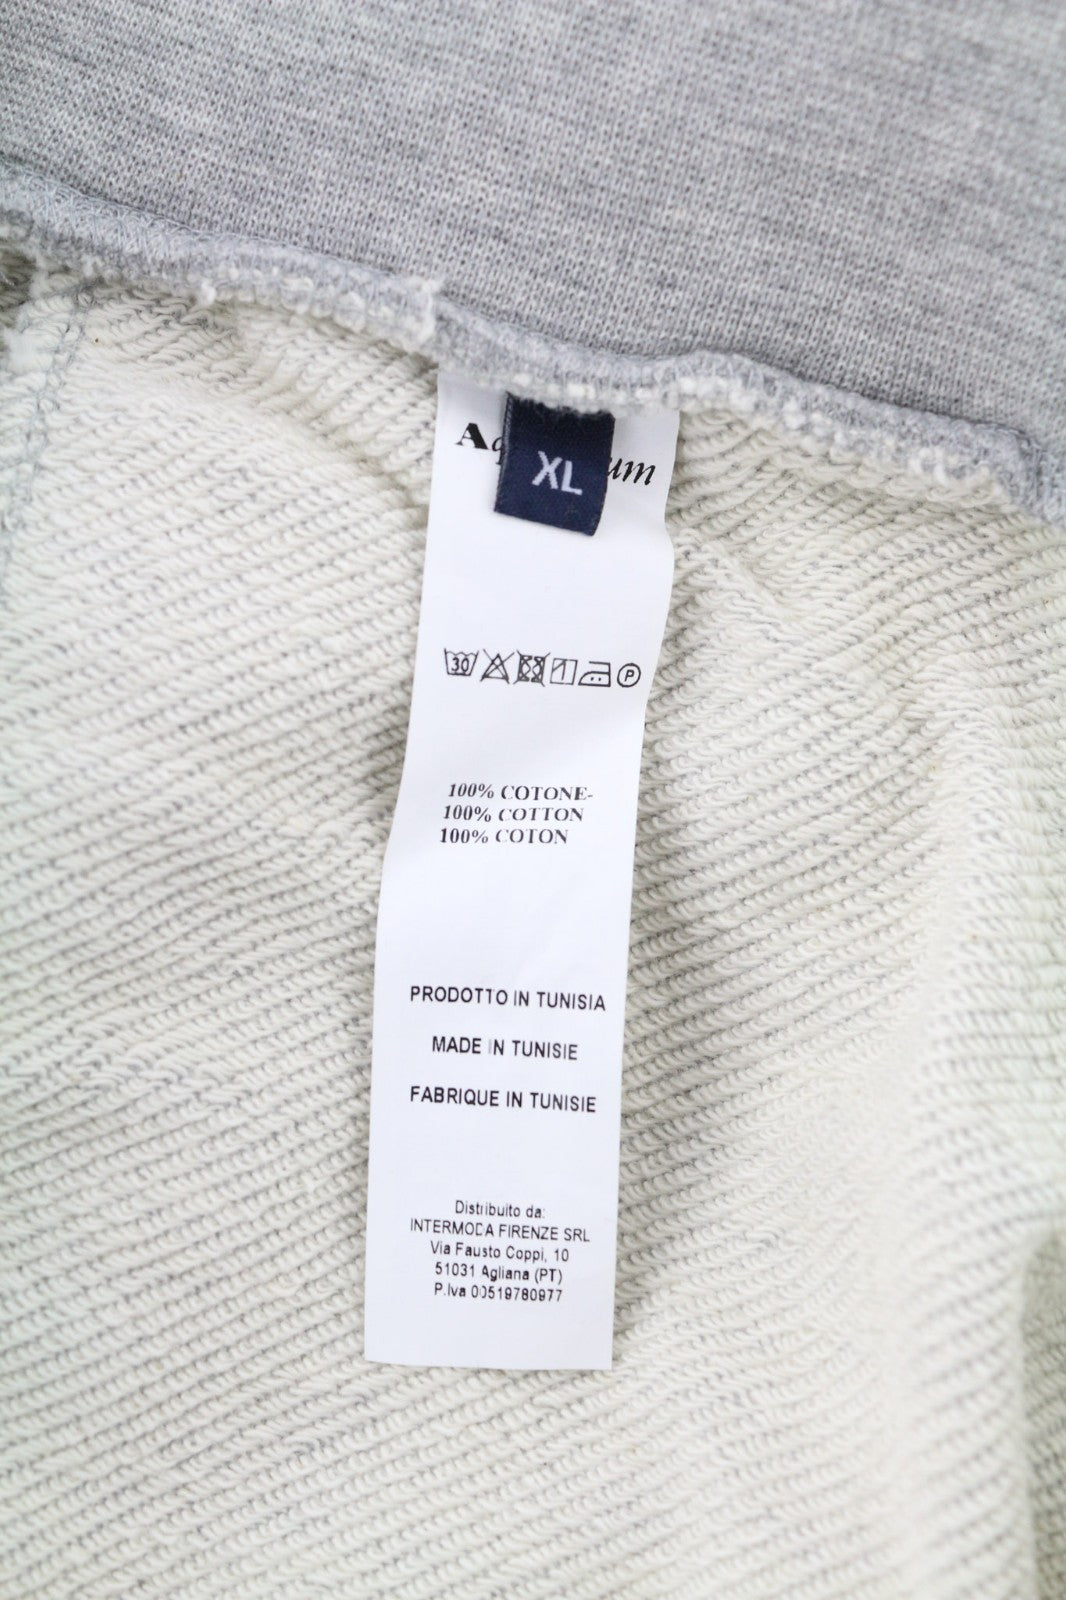 XL
30
P
100% COTONE-
100% COTTON
100% COTON
PRODOTTO IN TUNISIA
MADE IN TUNISIE
FABRIQUE IN TUNISIE
Distribuito da:
INTERMODA FIRENZE SRL
Via Fausto Coppi, 10
51031 Agliana (PT)
P.Iva 00519780977